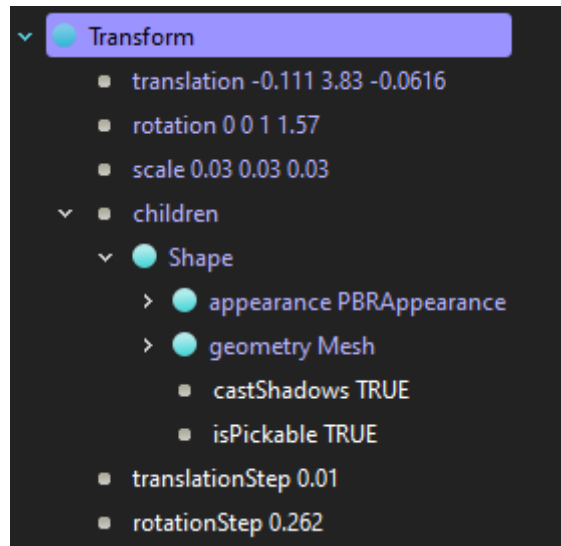 Transform
translation -0.111 3.83 -0.0616
rotation 0 0 1 1.57
scale 0.03 0.03 0.03
children
Shape
appearance PBRAppearance
geometry Mesh
castShadows TRUE
isPickable TRUE
translationStep 0.01
rotationStep 0.262